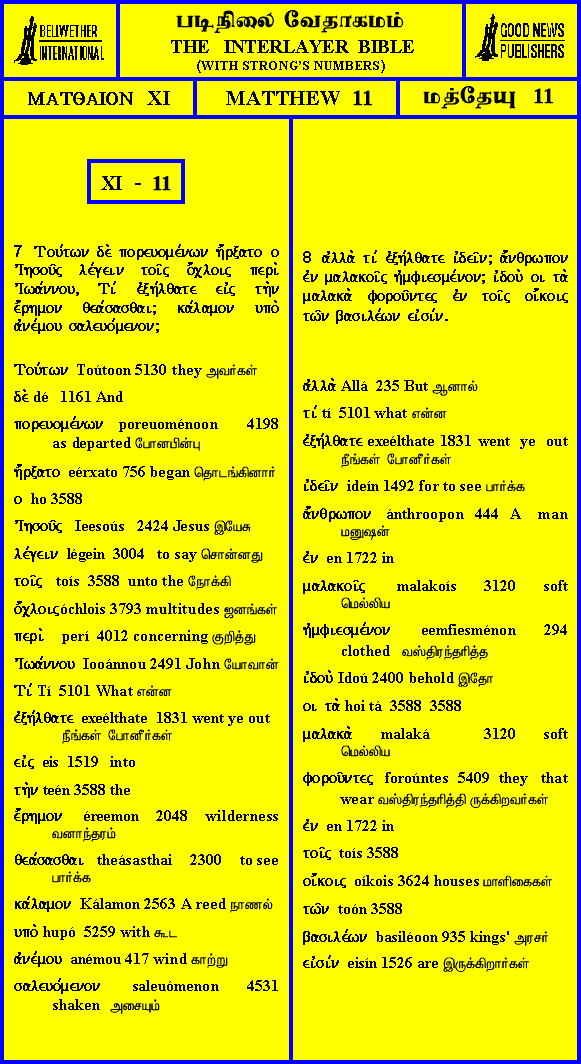 BELLWETHER
INTERNATIONAL
படிநிலை வேதாகமம்
THE INTERLAYER BIBLE
(WITH STRONG'S NUMBERS)
GOOD NEWS
PUBLISHERS
ΜΑΤΘΑΙΟΝ XI
MATTHEW 11
மத்தேயு 11
XI - 11
7 Τούτων δὲ πορευομένων ἤρξατο ο
Ἰησοῦς λέγειν τοῖς ὄχλοις περὶ
Ἰωάννου, Τί ἐξήλθατε εἰς τὴν
ἔρημον θεάσασθαι; κάλαμον υπὸ
ἀνέμου σαλευόμενον;
Τούτων Toútoon 5130 they அவர்கள்
δὲ dé 1161 And
πορευομένων poreuoménoon 4198
as departed போனபின்பு
ἤρξατο eérxato 756 began தொடங்கினார்
ο ho 3588
Ἰησοῦς Ieesoús 2424 Jesus இயேசு
λέγειν légein 3004 to say சொன்னது
τοῖς toís 3588 unto the நோக்கி
ὄχλοις óchlois 3793 multitudes ஜனங்கள்
περὶ perí 4012 concerning குறித்து
Ἰωάννου Iooánnou 2491 John யோவான்
Τί Tí 5101 What என்ன
ἐξήλθατε exeélthate 1831 went ye out
நீங்கள் போனீர்கள்
εἰς eis 1519 into
τὴν teén 3588 the
ἔρημον éreemon 2048 wilderness
வனாந்தரம்
θεάσασθαι theásasthai 2300 to see
பார்க்க
κάλαμον Kálamon 2563 A reed நாணல்
υπὸ hupó 5259 with கூட
ἀνέμου anémou 417 wind காற்று
σαλευόμενον saleuómenon 4531
shaken அசையும்
8 ἀλλὰ τί ἐξήλθατε ἰδεῖν; ἄνθρωπον
ἐν μαλακοῖς ἠμφιεσμένον; ἰδοὺ οι τὰ
μαλακὰ φοροῦντες ἐν τοῖς οἴκοις
τῶν βασιλέων εἰσίν.
ἀλλὰ Allá 235 But ஆனால்
τί tí 5101 what என்ன
ἐξήλθατε exeélthate 1831 went ye out
நீங்கள் போனீர்கள்
ἰδεῖν ideín 1492 for to see பார்க்க
ἄνθρωπον ánthroopon 444 A man
மனுஷன்
ἐν en 1722 in
μαλακοῖς malakoís 3120 soft
மெல்லிய
ἠμφιεσμένον eemfiesménon 294
clothed வஸ்திரந்தரித்த
ἰδοὺ Idoú 2400 behold இதோ
οι τὰ hoi tá 3588 3588
μαλακὰ malaká 3120 soft
மெல்லிய
φοροῦντες foroúntes 5409 they that
wear வஸ்திரந்தரித்தி ருக்கிறவர்கள்
ἐν en 1722 in
τοῖς toís 3588
οἴκοις oíkois 3624 houses மாளிகைகள்
τῶν toón 3588
βασιλέων basiléoon 935 kings' அரசர்
εἰσίν eisín 1526 are இருக்கிறார்கள்